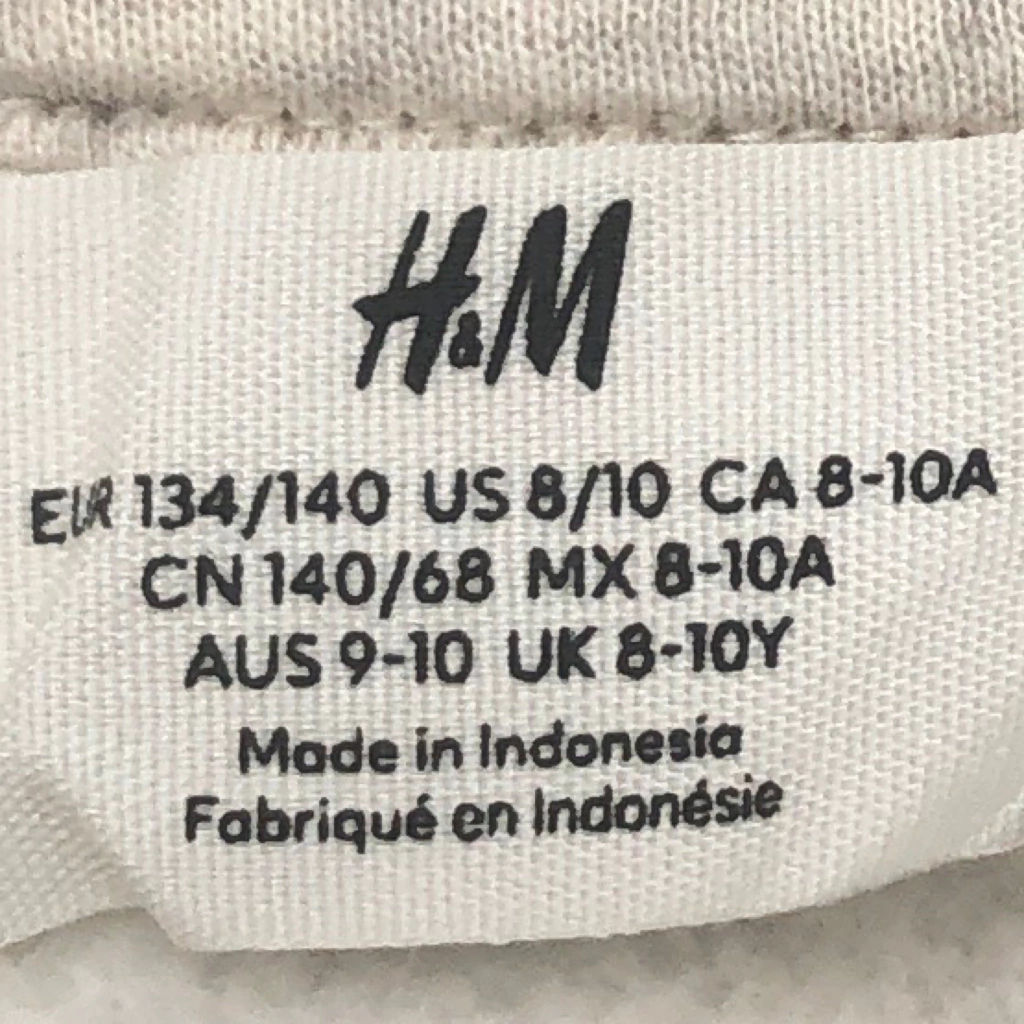 H&M
EUR 134/140 US 8/10 CA 8-10A
CN 140/68 MX 8-10A
AUS 9-10 UK 8-10Y
Made in Indonesia
Fabriqué en Indonésie